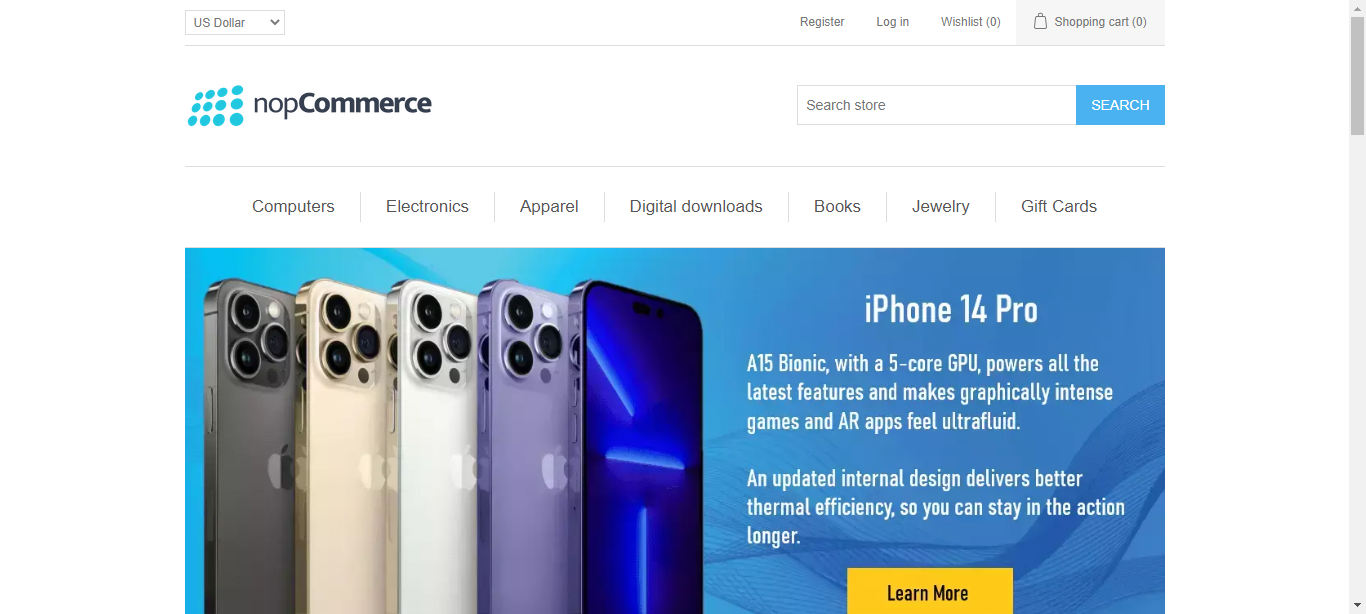 US Dollar
Register
Log in
Wishlist (0)
Shopping cart (0)
nopCommerce
Search store
SEARCH
Computers
Electronics
Apparel
Digital downloads
Books
Jewelry
Gift Cards
iPhone 14 Pro
A15 Bionic, with a 5-core GPU, powers all the
latest features and makes graphically intense
games and AR apps feel ultrafluid.
An updated internal design delivers better
thermal efficiency, so you can stay in the action
longer.
Learn More